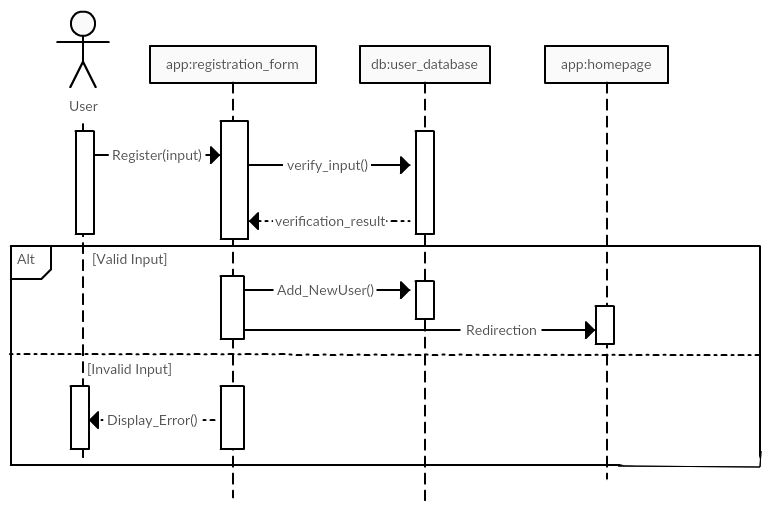 app:registration_form
db:user_database
app:homepage
User
Register(input)
verify_input()
verification_result
Alt
[Valid Input]
Add_NewUser()
Redirection
[Invalid Input]
Display_Error()